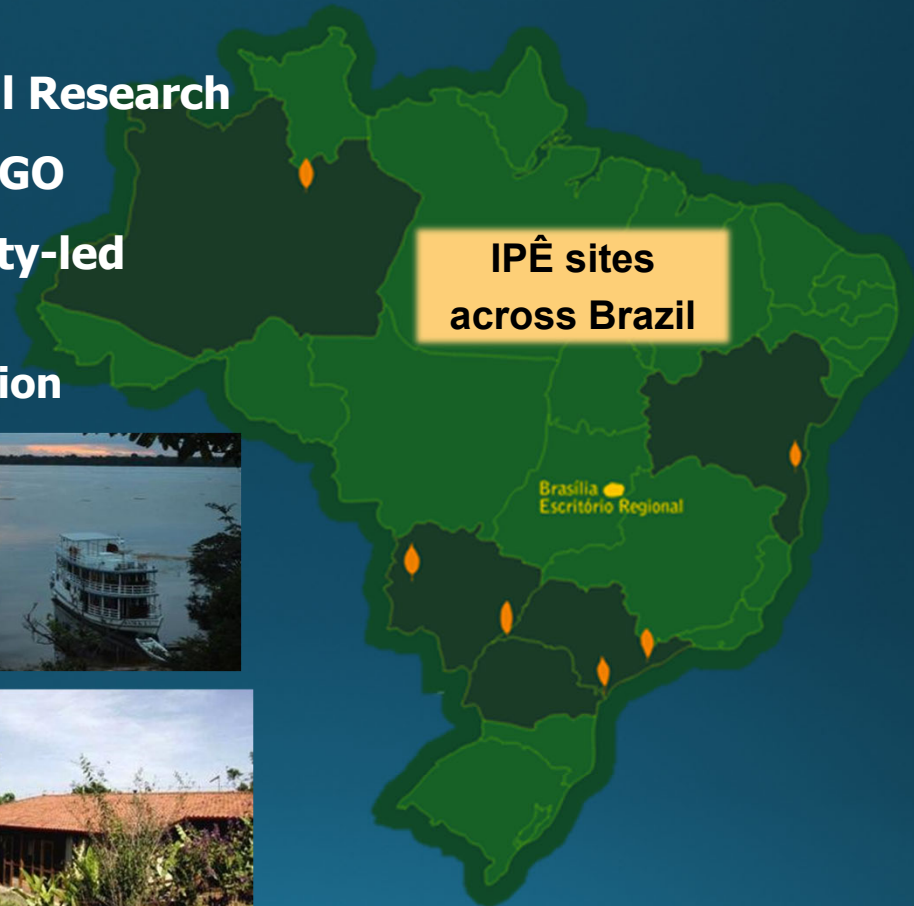 l Research
GO
ty-led
ion
IPÊ sites
across Brazil
Brasília
Escritório Regional